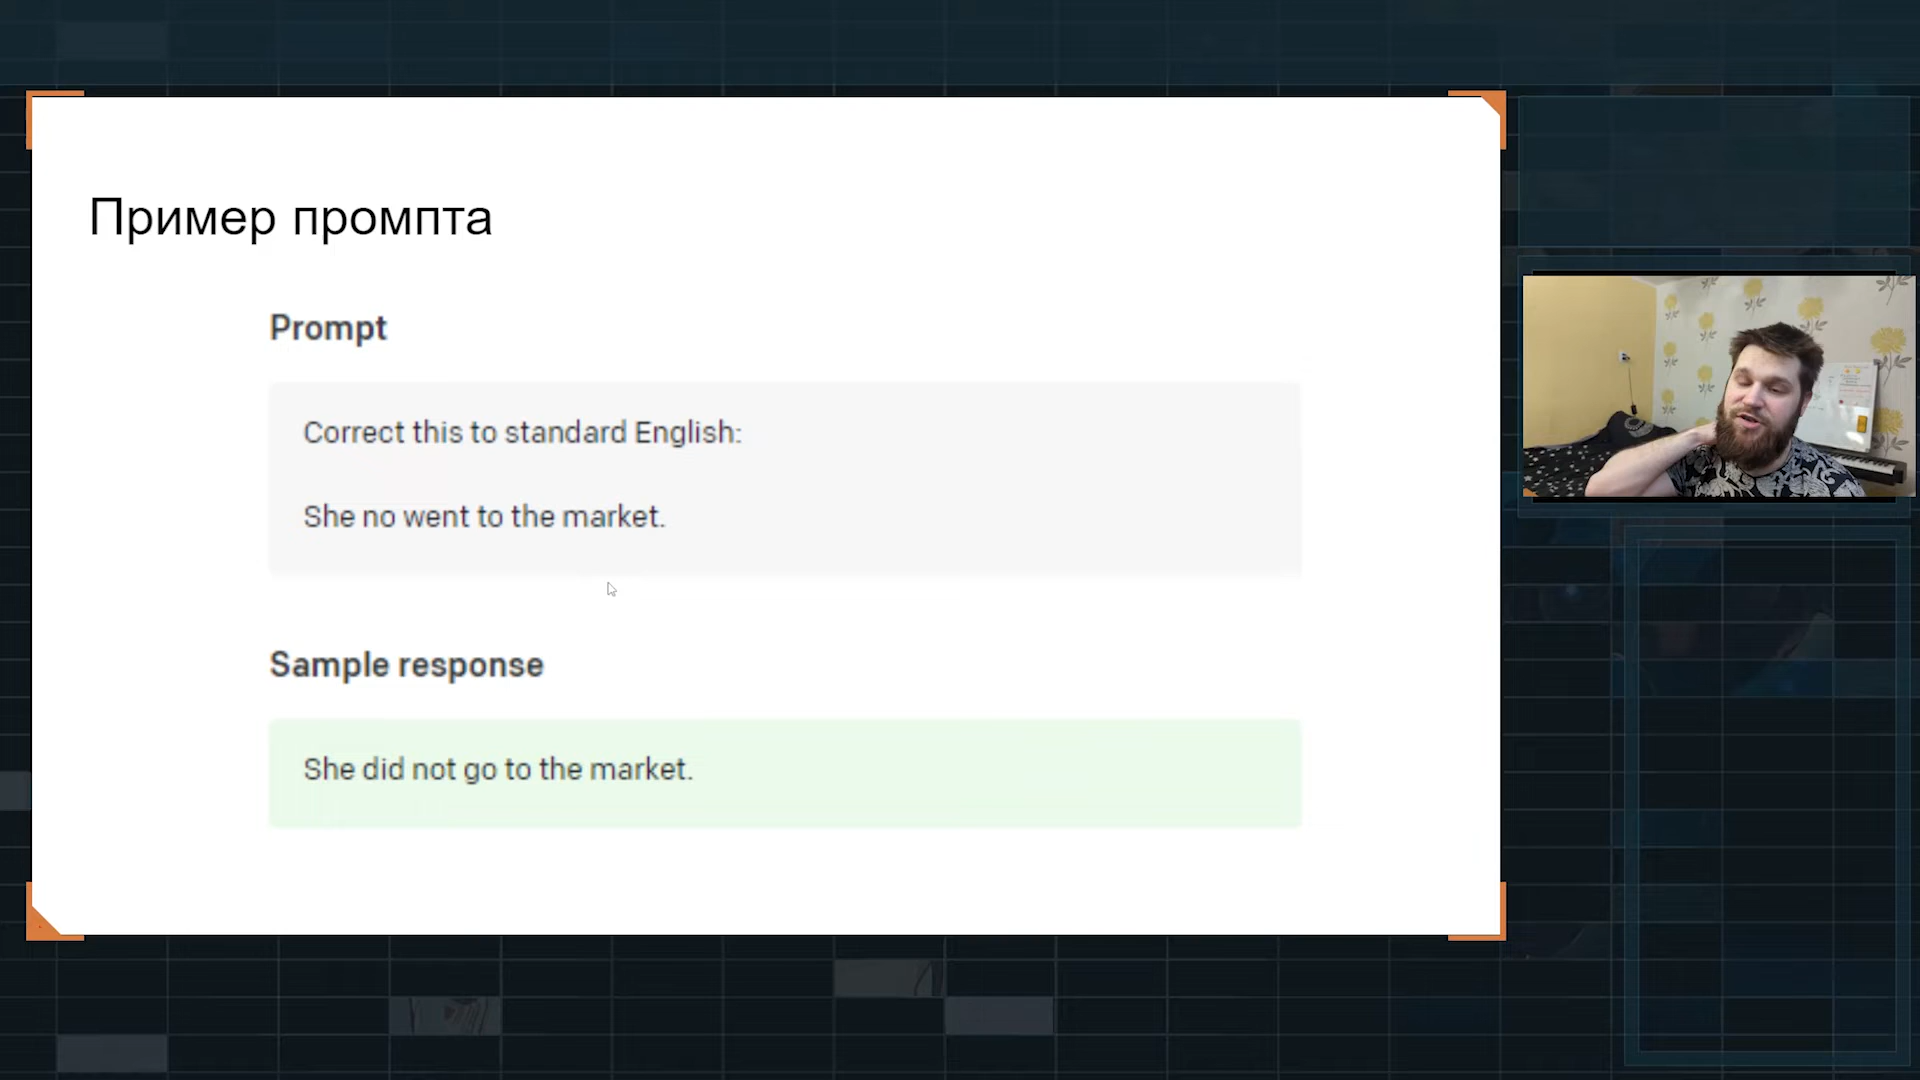 Пример промпта
Prompt
Correct this to standard English:
She no went to the market.
Sample response
She did not go to the market.